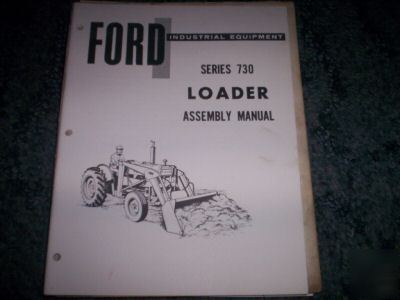 FORD
INDUSTRIAL EQUIPMENT
SERIES 730
LOADER
ASSEMBLY MANUAL